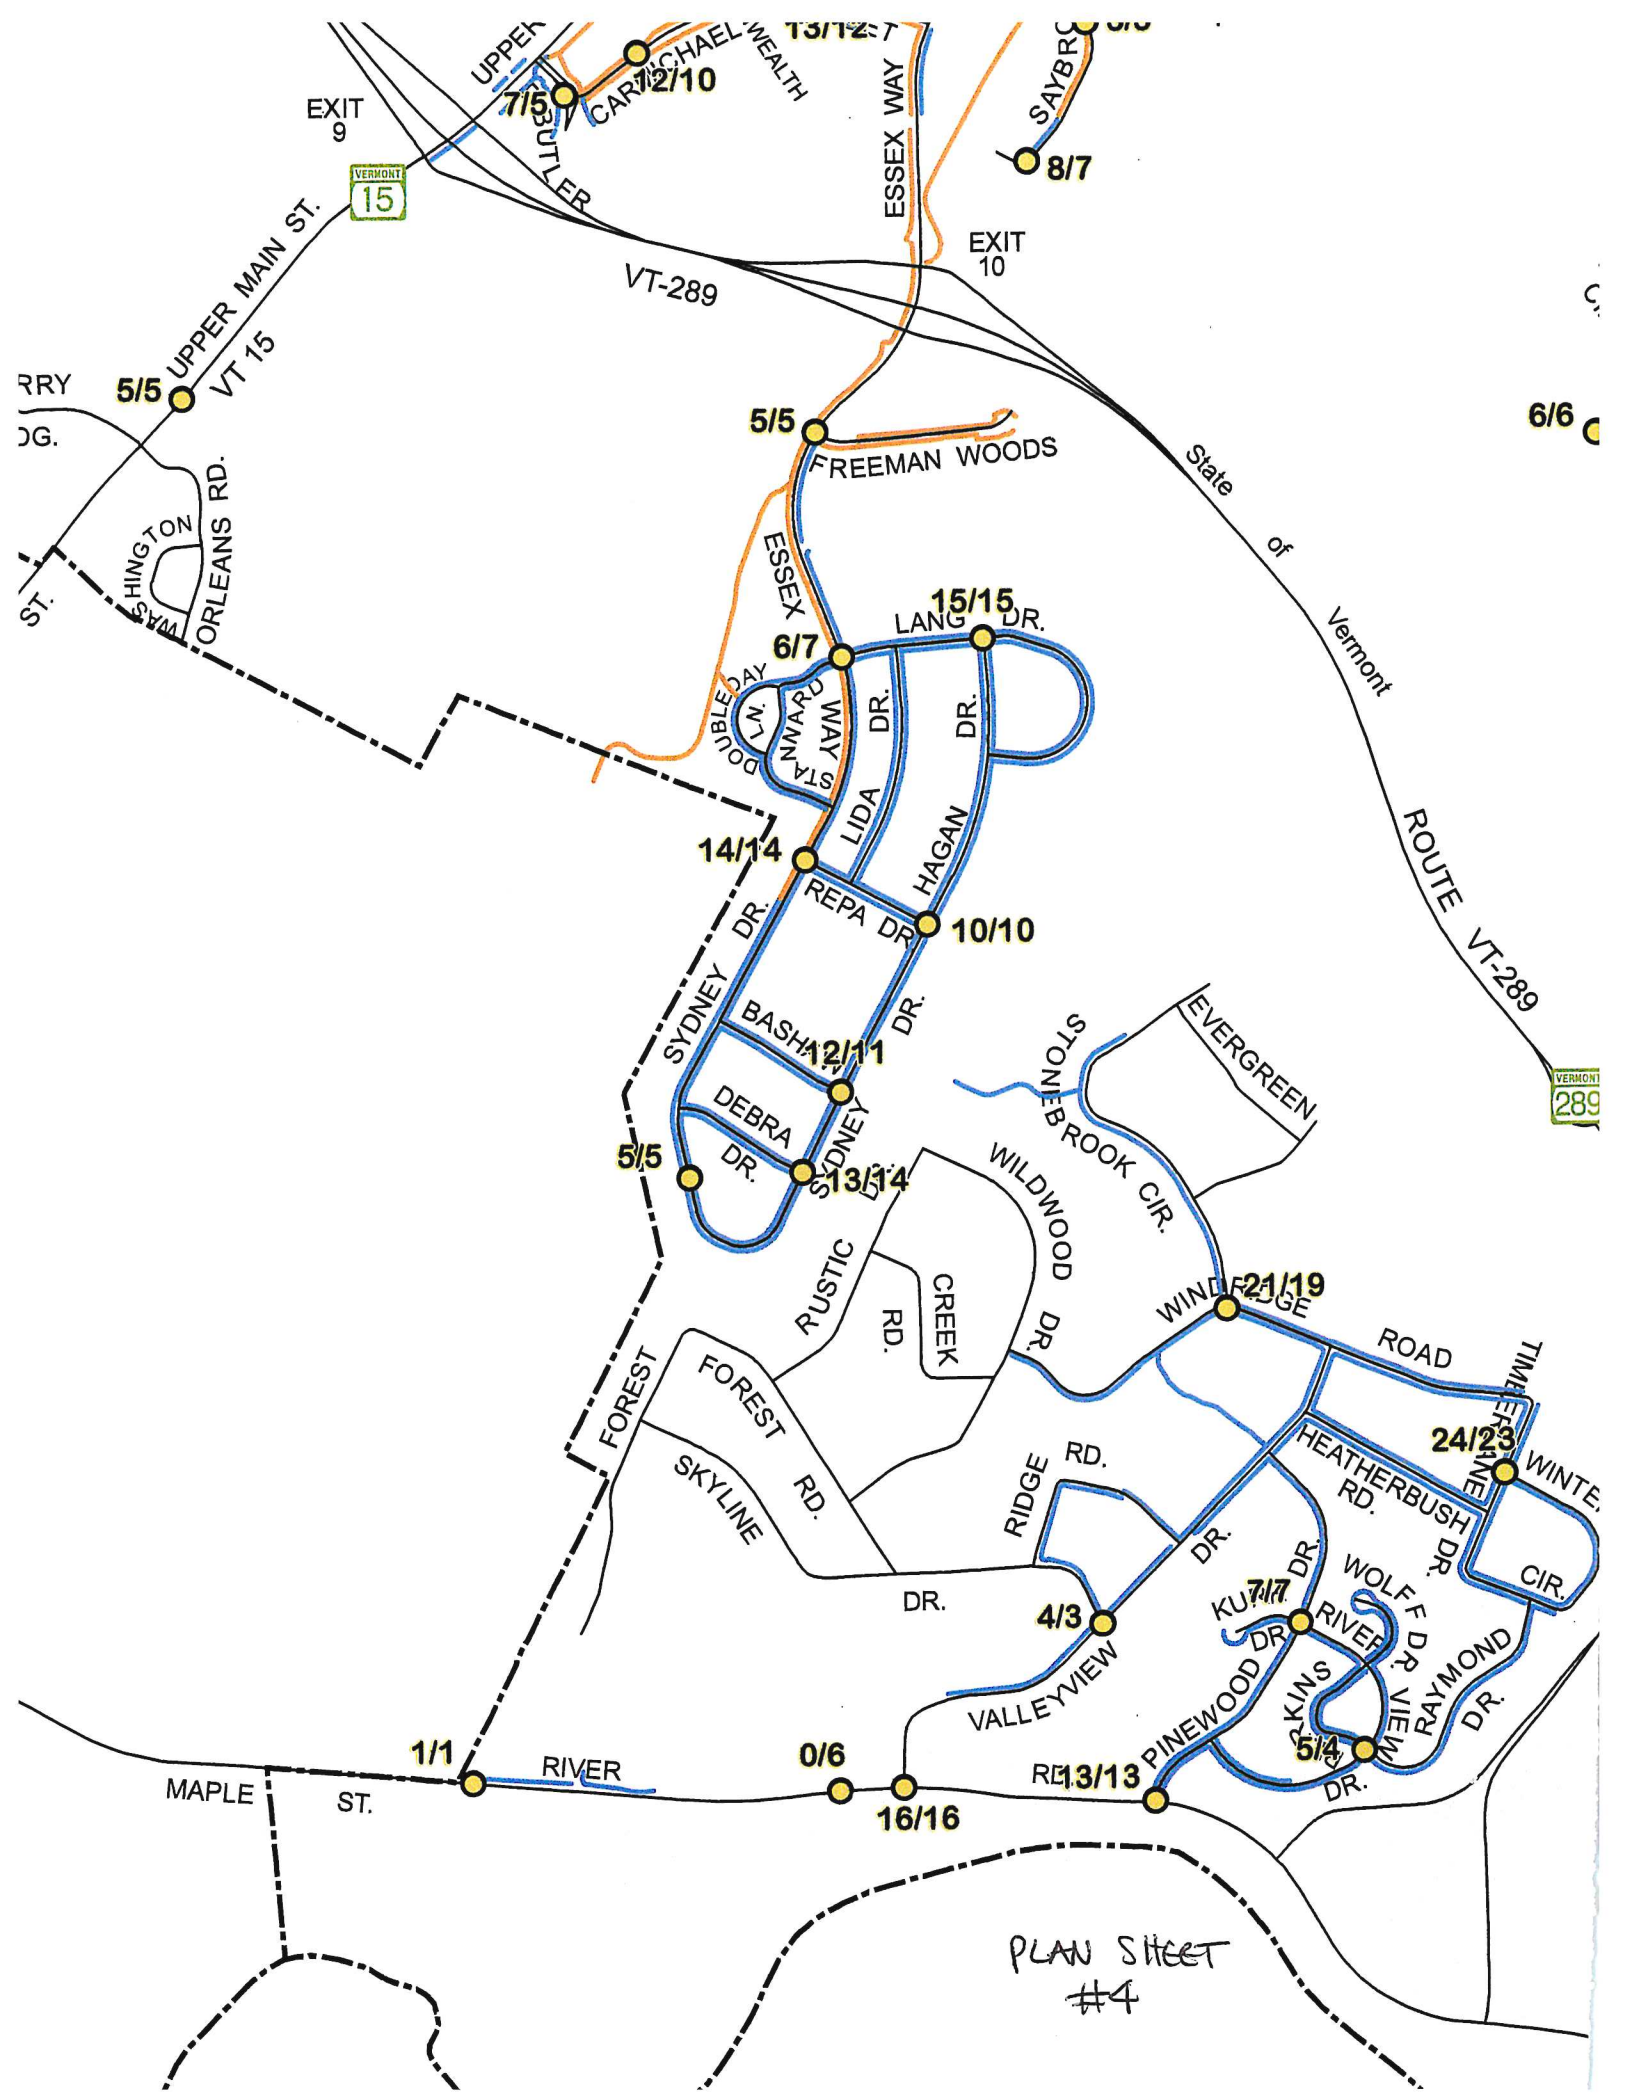 UPPER
CARMICHAEL
WEALTH
13/12
ET
12/10
7/5
BUTLER
EXIT
9
VERMONT
15
ESSEX WAY
SAYBRO
8/7
EXIT
10
VT-289
UPPER MAIN ST.
VT 15
5/5
RRY
OG.
ORLEANS RD.
WASHINGTON
ST.
5/5
FREEMAN WOODS
6/6
State of Vermont
ROUTE VT-289
VERMONT
289
ESSEX
WAY
15/15
LANG DR.
6/7
DOUBLEDAY
LN.
STANNARD
LIDA DR.
HAGAN DR.
14/14
REPA DR
10/10
SYDNEY DR.
BASHAW
12/11
DR.
DEBRA
DR.
SYDNEY
DR.
13/14
5/5
STONEBROOK CIR.
EVERGREEN
WILDWOOD DR.
RUSTIC
CREEK
RD.
21/19
WINDRIDGE
ROAD
TIMBERLANE
DR.
FOREST
FOREST
RD.
SKYLINE
DR.
RIDGE RD.
24/23
HEATHERBUSH
RD.
WINTE
CIR.
DR.
4/3
VALLEYVIEW
DR.
7/7
DR
WOLFF DR.
RIVER
VIEW
RAYMOND
DR.
PINEWOOD
RKINS
5/4
DR.
1/1
RIVER
0/6
RD.
13/13
16/16
MAPLE
ST.
PLAN SHEET
#4